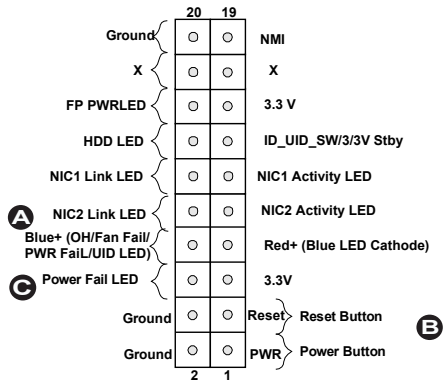 20 19
Ground NMI
X X
FP PWRLED 3.3 V
HDD LED ID_UID_SW/3/3V Stby
NIC1 Link LED NIC1 Activity LED
A NIC2 Link LED NIC2 Activity LED
Blue+ (OH/Fan Fail/
PWR FaiL/UID LED) Red+ (Blue LED Cathode)
C Power Fail LED 3.3V
Ground Reset Reset Button
B
Ground PWR Power Button
2 1